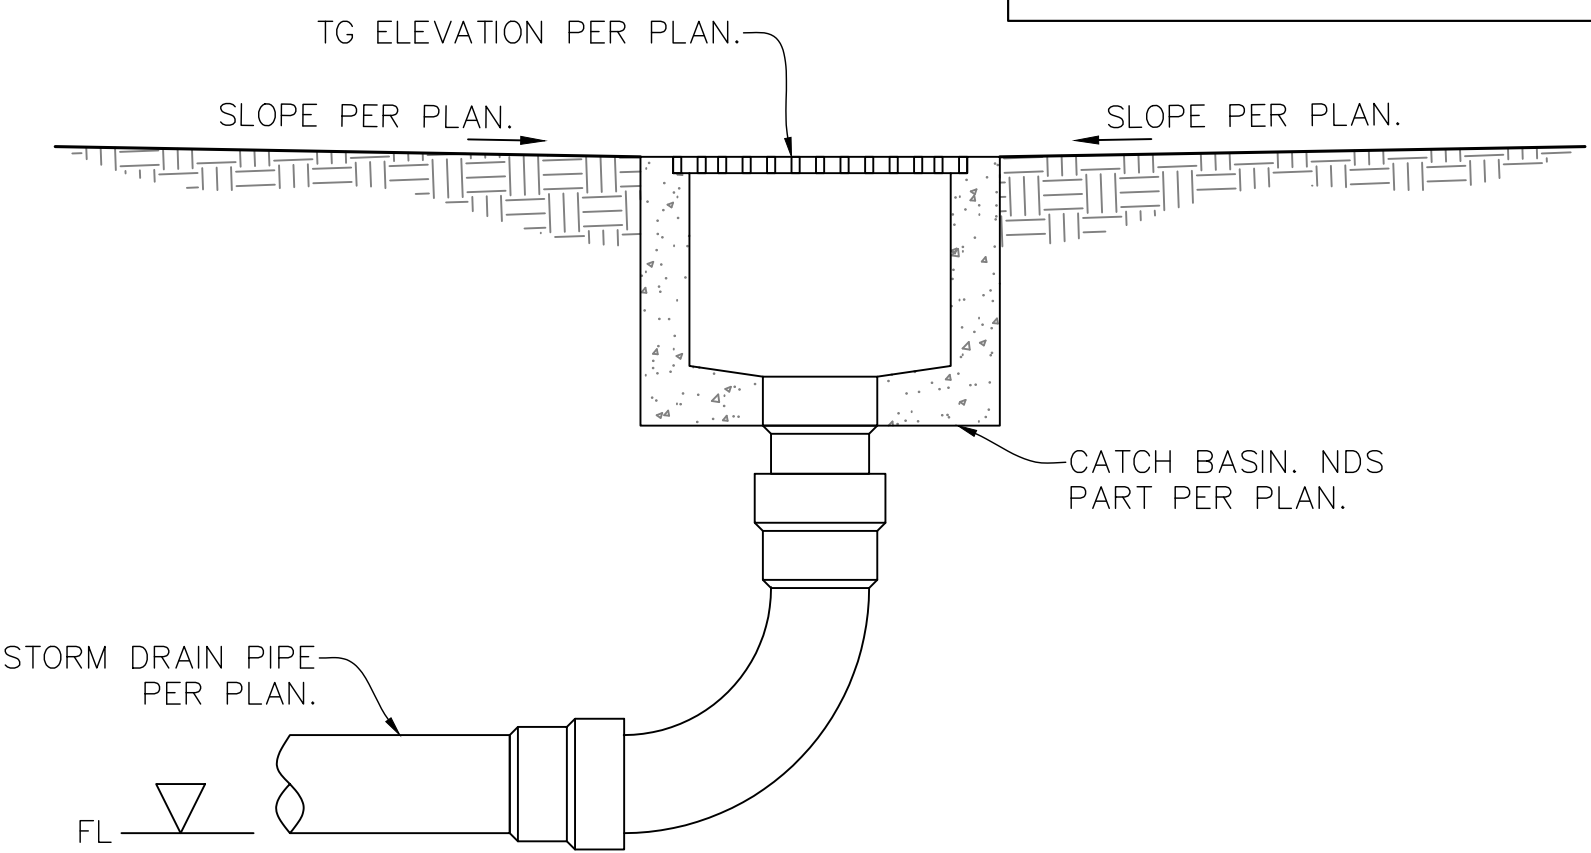 TG ELEVATION PER PLAN.
SLOPE PER PLAN.
SLOPE PER PLAN.
CATCH BASIN. NDS
PART PER PLAN.
STORM DRAIN PIPE
PER PLAN.
FL